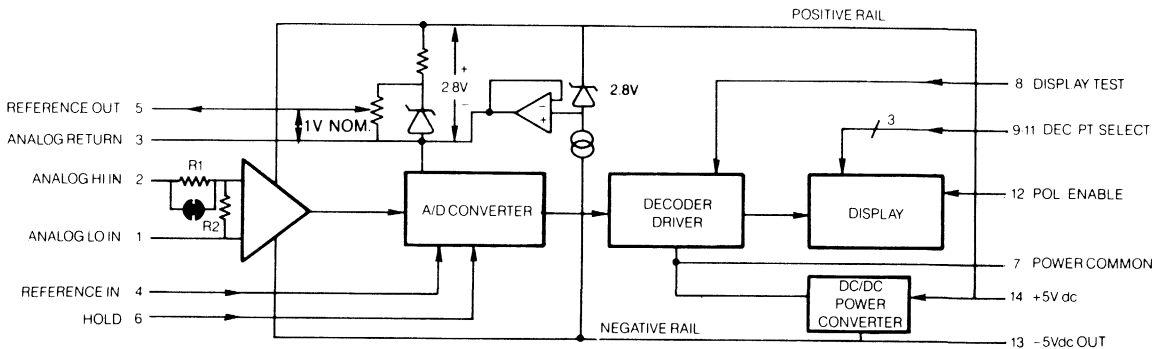 POSITIVE RAIL
+
2.8V
−
2.8V
8 DISPLAY TEST
REFERENCE OUT 5
1V NOM.
3
9-11 DEC PT SELECT
ANALOG RETURN 3
−
+
R1
ANALOG HI IN 2
R2
A/D CONVERTER
DECODER
DRIVER
DISPLAY
12 POL ENABLE
ANALOG LO IN 1
7 POWER COMMON
REFERENCE IN 4
DC/DC
POWER
CONVERTER
14 +5V dc
HOLD 6
NEGATIVE RAIL
13 −5Vdc OUT